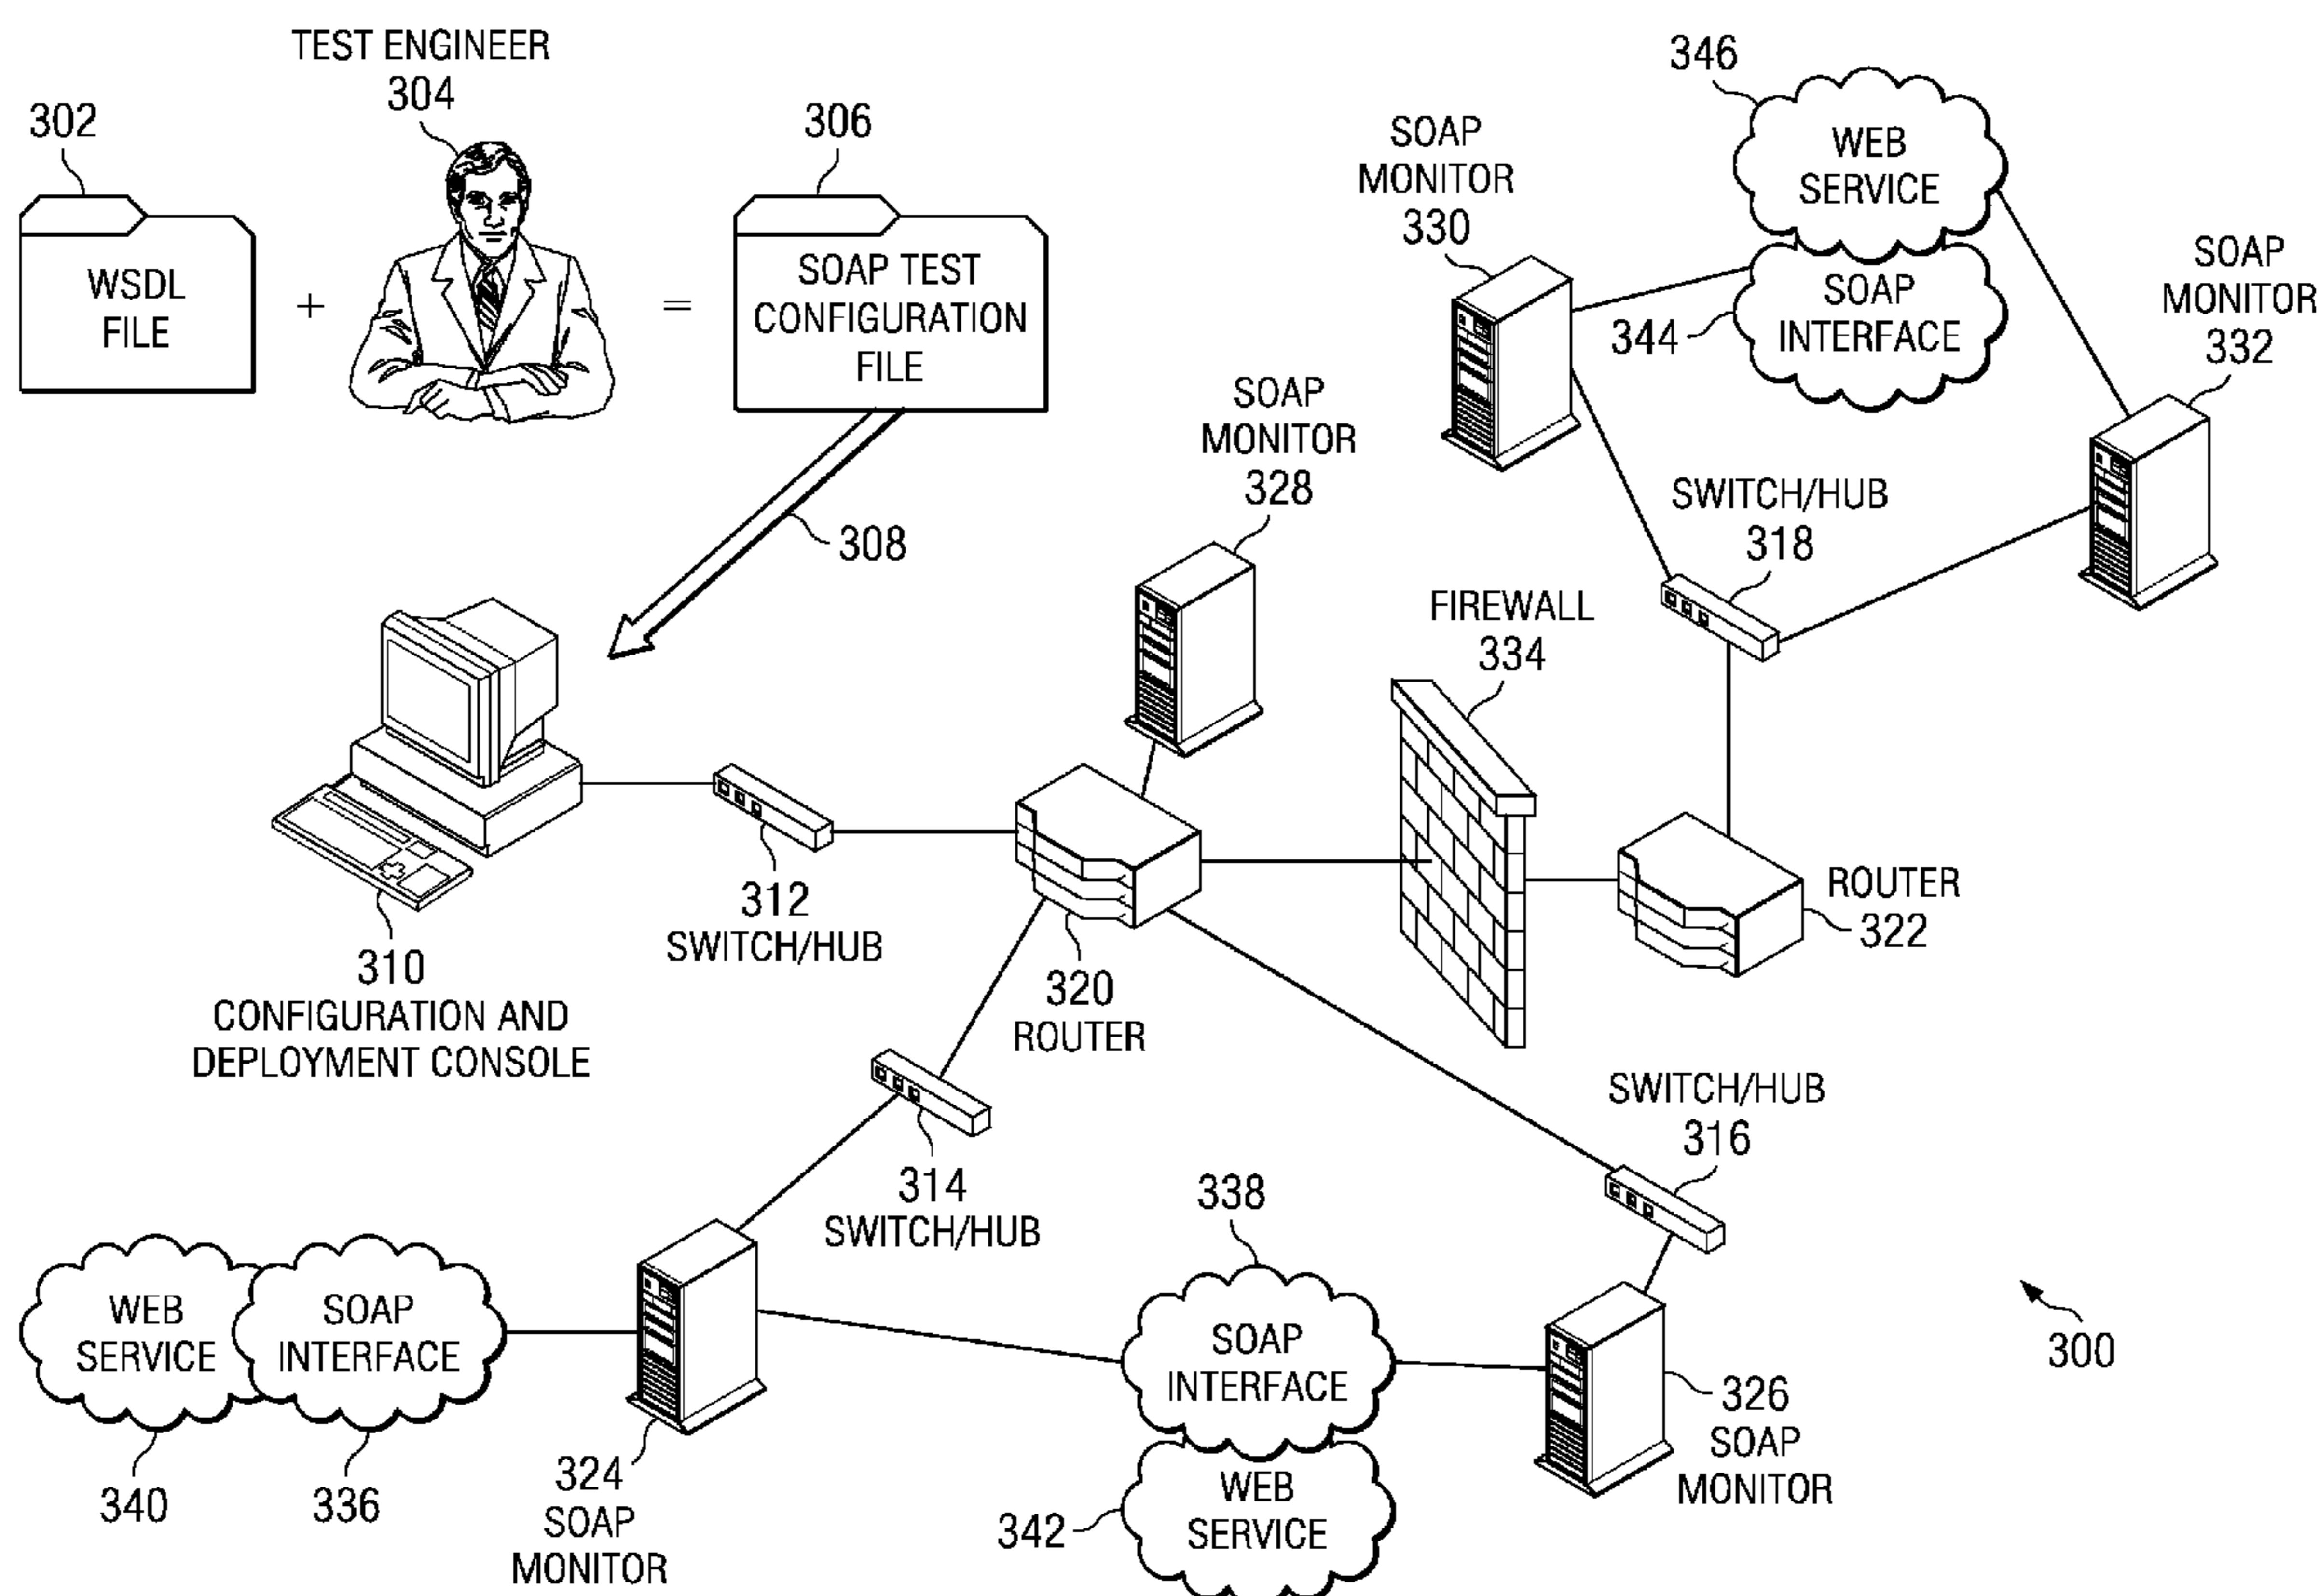 TEST ENGINEER
304
302
306
WSDL
FILE
+
=
SOAP TEST
CONFIGURATION
FILE
308
346
WEB
SERVICE
SOAP
INTERFACE
344
SOAP
MONITOR
330
SOAP
MONITOR
332
SOAP
MONITOR
328
SWITCH/HUB
318
FIREWALL
334
ROUTER
322
310
CONFIGURATION AND
DEPLOYMENT CONSOLE
312
SWITCH/HUB
320
ROUTER
314
SWITCH/HUB
SWITCH/HUB
316
338
WEB
SERVICE
SOAP
INTERFACE
340
336
324
SOAP
MONITOR
SOAP
INTERFACE
WEB
SERVICE
342
326
SOAP
MONITOR
300